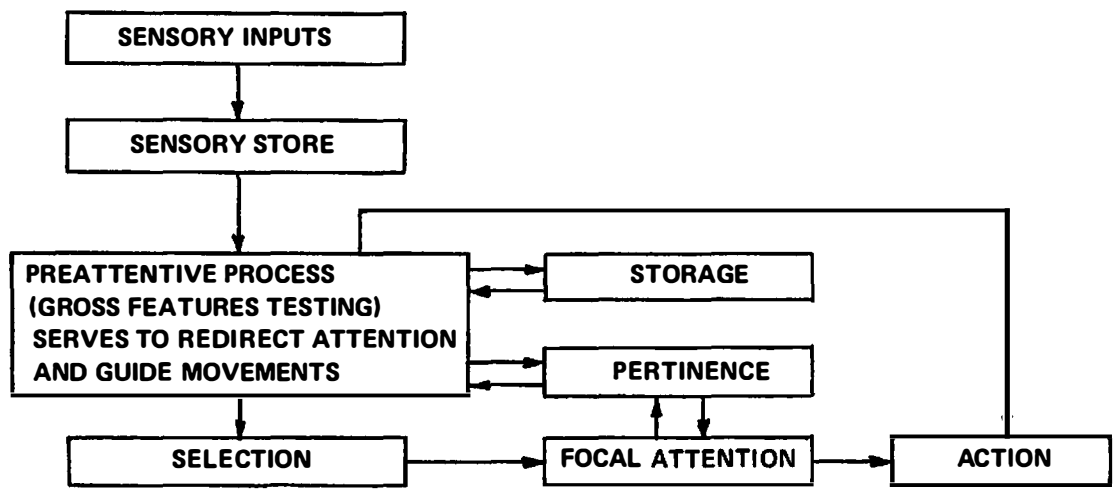 SENSORY INPUTS
SENSORY STORE
PREATTENTIVE PROCESS
(GROSS FEATURES TESTING)
SERVES TO REDIRECT ATTENTION
AND GUIDE MOVEMENTS
STORAGE
PERTINENCE
SELECTION
FOCAL ATTENTION
ACTION